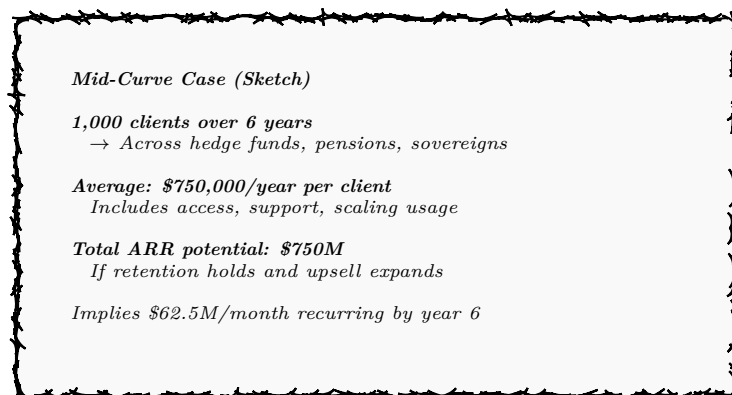 Mid-Curve Case (Sketch)
1,000 clients over 6 years
→ Across hedge funds, pensions, sovereigns
Average: $750,000/year per client
Includes access, support, scaling usage
Total ARR potential: $750M
If retention holds and upsell expands
Implies $62.5M/month recurring by year 6